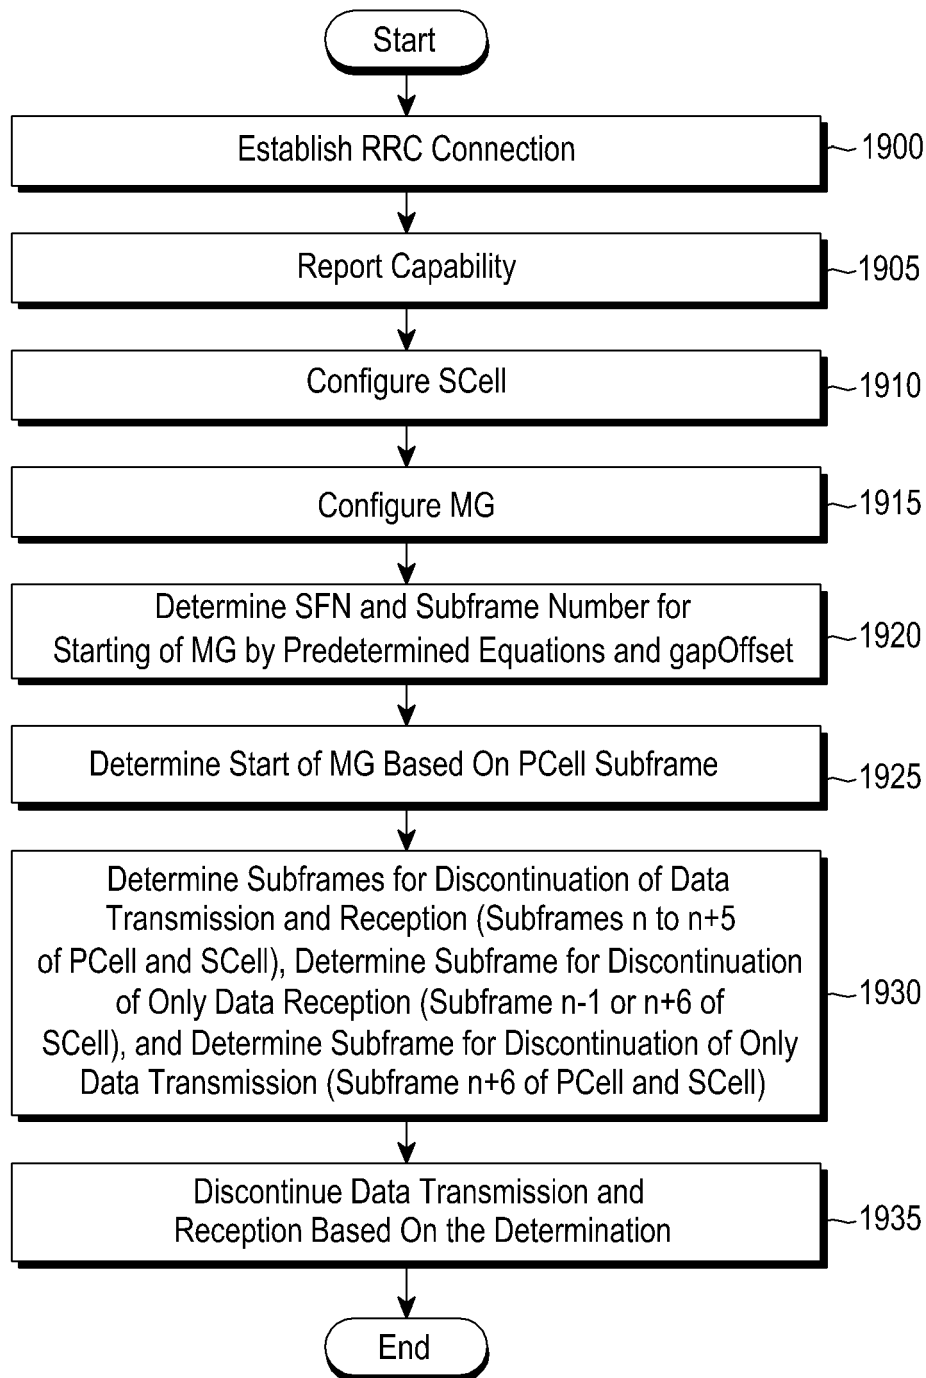 Start
Establish RRC Connection
1900
Report Capability
1905
Configure SCell
1910
Configure MG
1915
Determine SFN and Subframe Number for
Starting of MG by Predetermined Equations and gapOffset
1920
Determine Start of MG Based On PCell Subframe
1925
Determine Subframes for Discontinuation of Data
Transmission and Reception (Subframes n to n+5
of PCell and SCell), Determine Subframe for Discontinuation
of Only Data Reception (Subframe n-1 or n+6 of
SCell), and Determine Subframe for Discontinuation of Only
Data Transmission (Subframe n+6 of PCell and SCell)
1930
Discontinue Data Transmission and
Reception Based On the Determination
1935
End